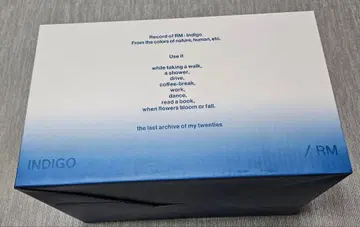 Record of RM : Indigo.
From the colors of nature, human, etc.
Use it
while taking a walk,
a shower,
drive,
coffee-break,
work,
dance,
read a book,
when flowers bloom or fall.
the last archive of my twenties
INDIGO
/ RM